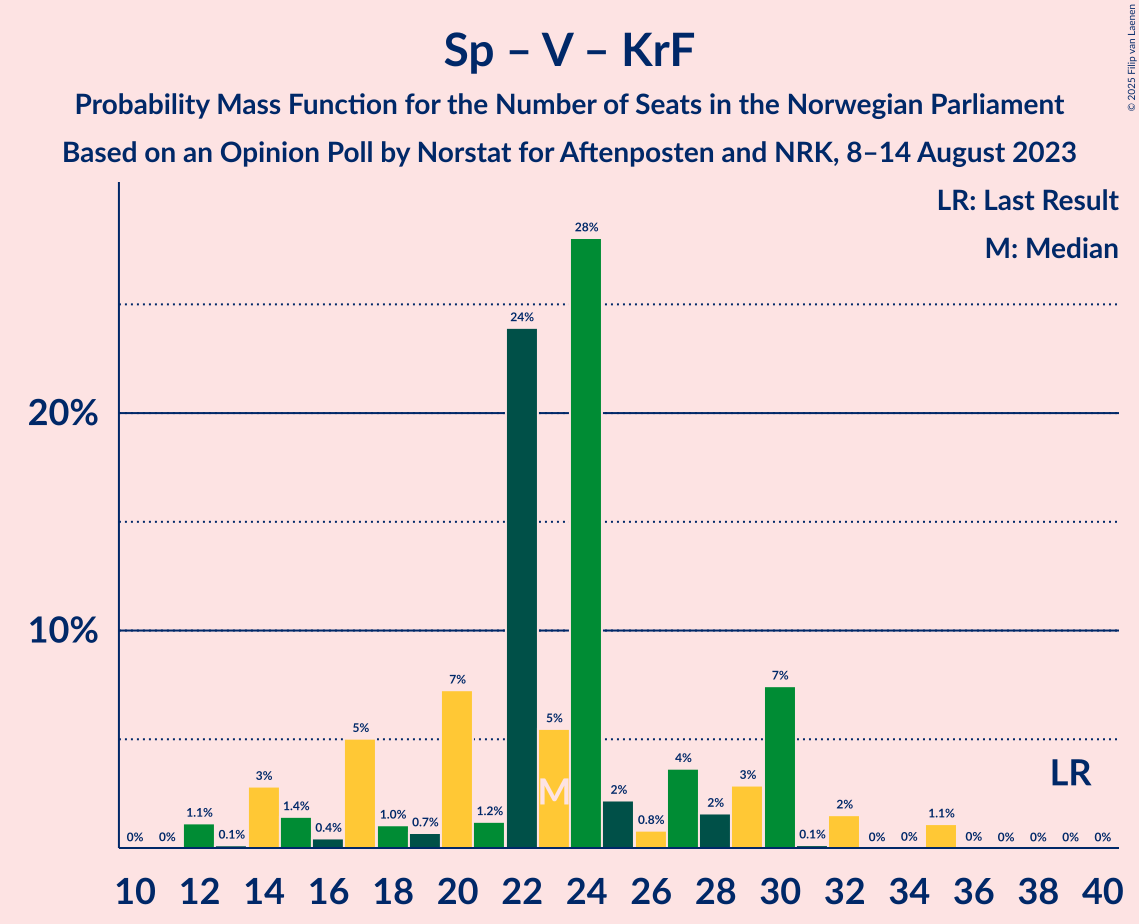 Sp – V – KrF
Probability Mass Function for the Number of Seats in the Norwegian Parliament
Based on an Opinion Poll by Norstat for Aftenposten and NRK, 8–14 August 2023
© 2025 Filip van Laenen
LR: Last Result
M: Median
20%
10%
0% 0% 1.1% 0.1% 3% 1.4% 0.4% 5% 1.0% 0.7% 7% 1.2% 24% 5% 28% 2% 0.8% 4% 2% 3% 7% 0.1% 2% 0% 0% 1.1% 0% 0% 0% 0% 0%
M
LR
10 12 14 16 18 20 22 24 26 28 30 32 34 36 38 40